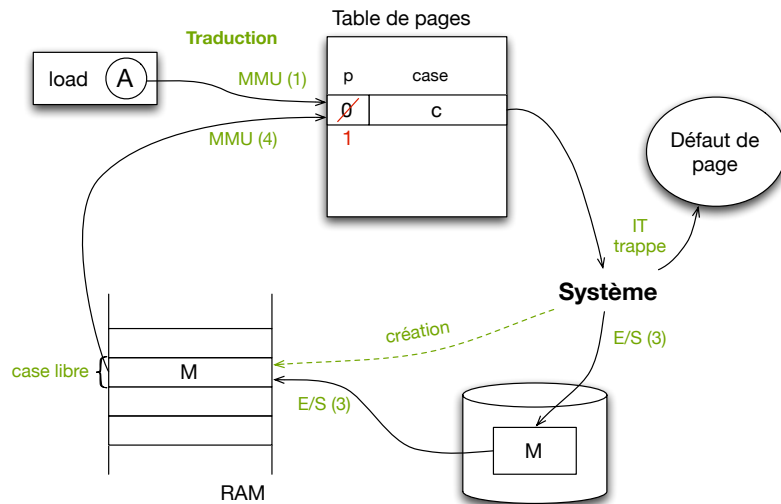 Table de pages
Traduction
load
A
MMU (1)
p
case
0
c
1
MMU (4)
Défaut de
page
IT
trappe
Système
création
E/S (3)
case libre
M
E/S (3)
M
RAM